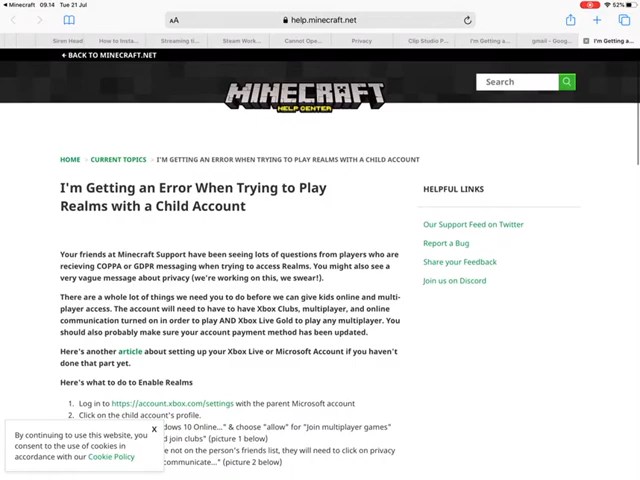 Minecraft 09.14 Tue 21 Jul 52%
AA help.minecraft.net
Siren Head How to Insta... Streaming li... Steam Work... Cannot Ope... Privacy Clip Studio P... I'm Getting a... gmail - Goog... I'm Getting a...
BACK TO MINECRAFT.NET
MINECRAFT
HELP CENTER
Search
HOME > CURRENT TOPICS > I'M GETTING AN ERROR WHEN TRYING TO PLAY REALMS WITH A CHILD ACCOUNT
I'm Getting an Error When Trying to Play
Realms with a Child Account
Your friends at Minecraft Support have been seeing lots of questions from players who are
recieving COPPA or GDPR messaging when trying to access Realms. You might also see a
very vague message about privacy (we're working on this, we swear!).
There are a whole lot of things we need you to do before we can give kids online and multi-
player access. The account will need to have to have Xbox Clubs, multiplayer, and online
communication turned on in order to play AND Xbox Live Gold to play any multiplayer. You
should also probably make sure your account payment method has been updated.
Here's another article about setting up your Xbox Live or Microsoft Account if you haven't
done that part yet.
Here's what to do to Enable Realms
1. Log in to https://account.xbox.com/settings with the parent Microsoft account
2. Click on the child account's profile.
dows 10 Online..." & choose "allow" for "Join multiplayer games"
d join clubs" (picture 1 below)
e not on the person's friends list, they will need to click on privacy
communicate..." (picture 2 below)
HELPFUL LINKS
Our Support Feed on Twitter
Report a Bug
Share your Feedback
Join us on Discord
By continuing to use this website, you
consent to the use of cookies in
accordance with our Cookie Policy
X